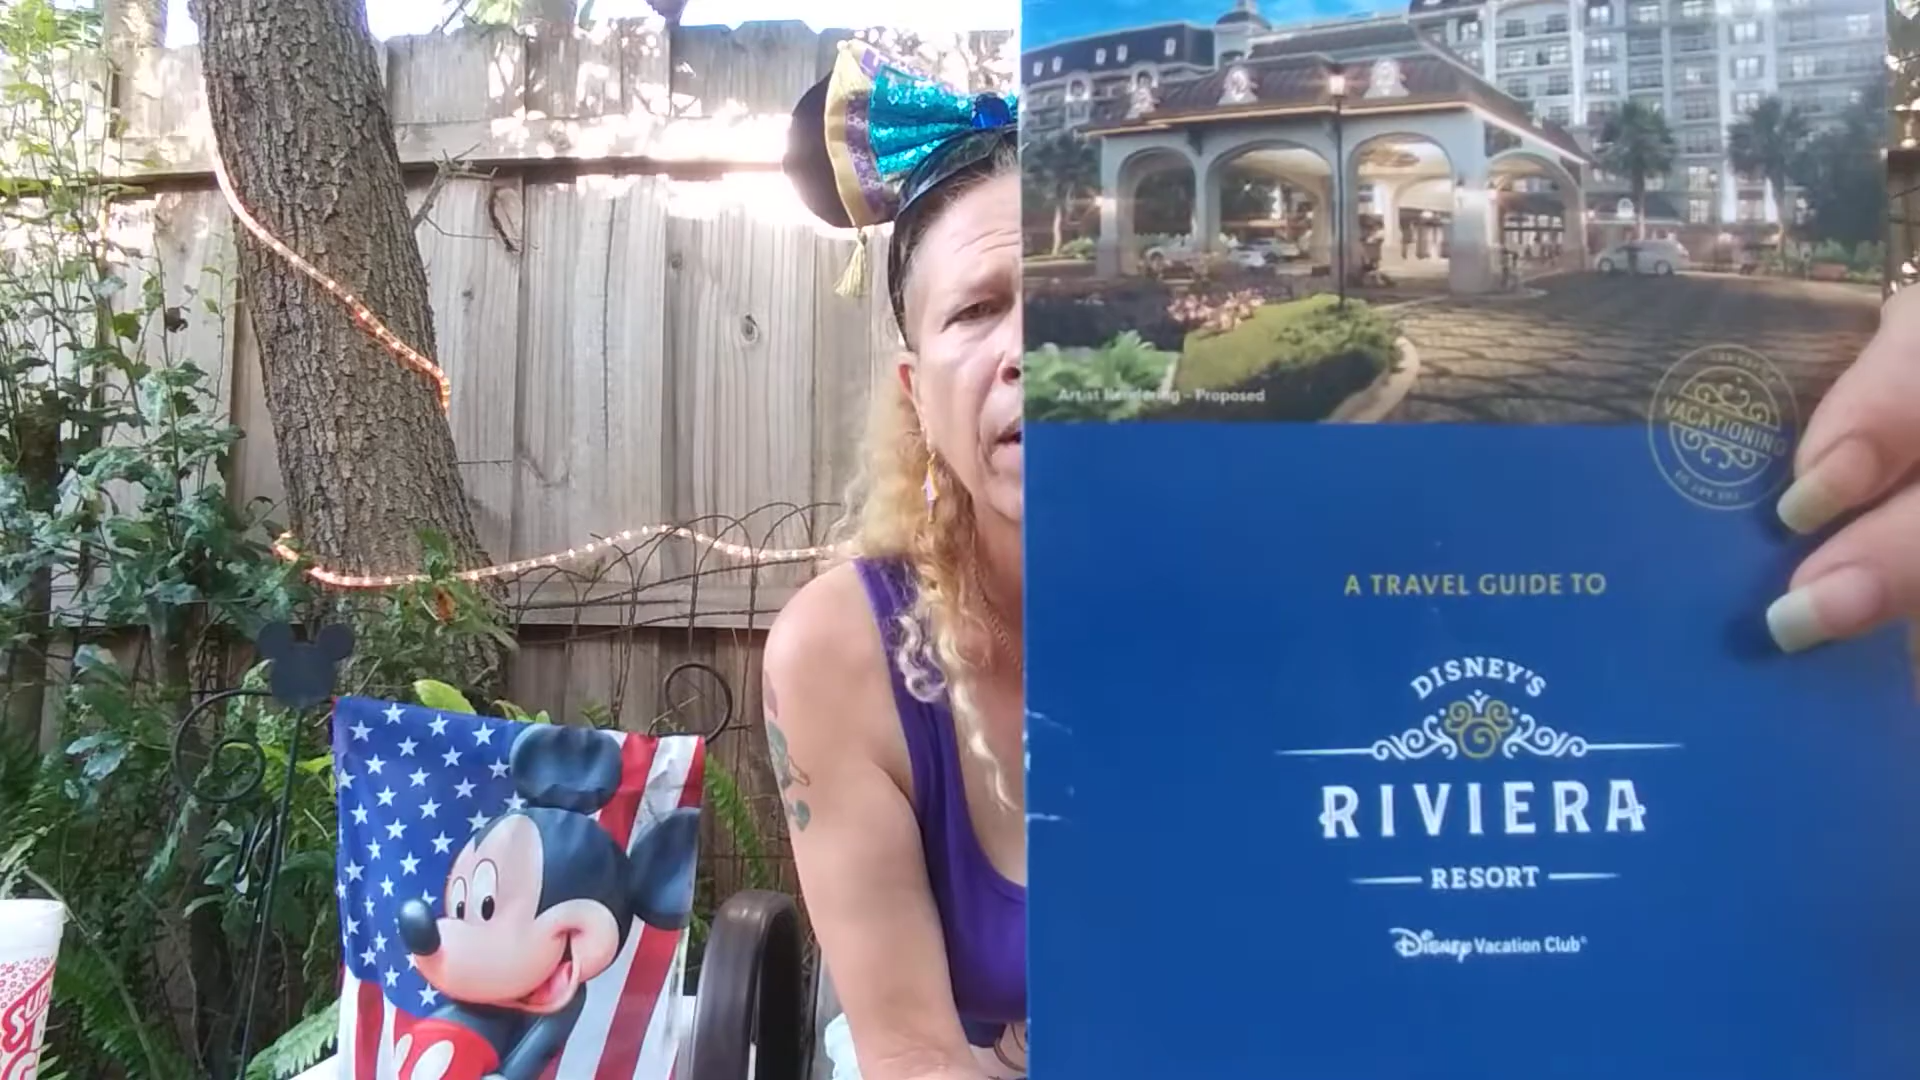 Artist Rendering - Proposed
VACATIONING
A TRAVEL GUIDE TO
DISNEY'S
RIVIERA
RESORT
Disney Vacation Club®